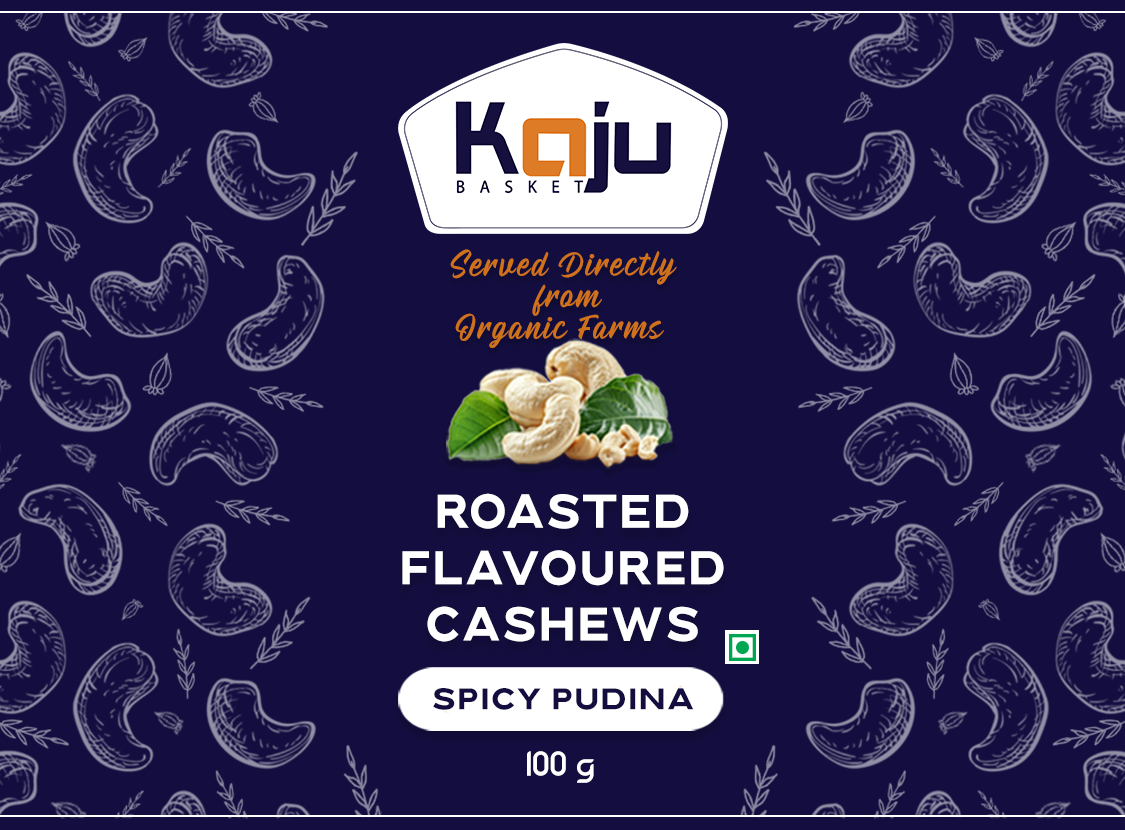 Kaju
BASKET
Served Directly
from
Organic Farms
ROASTED
FLAVOURED
CASHEWS
SPICY PUDINA
100 g